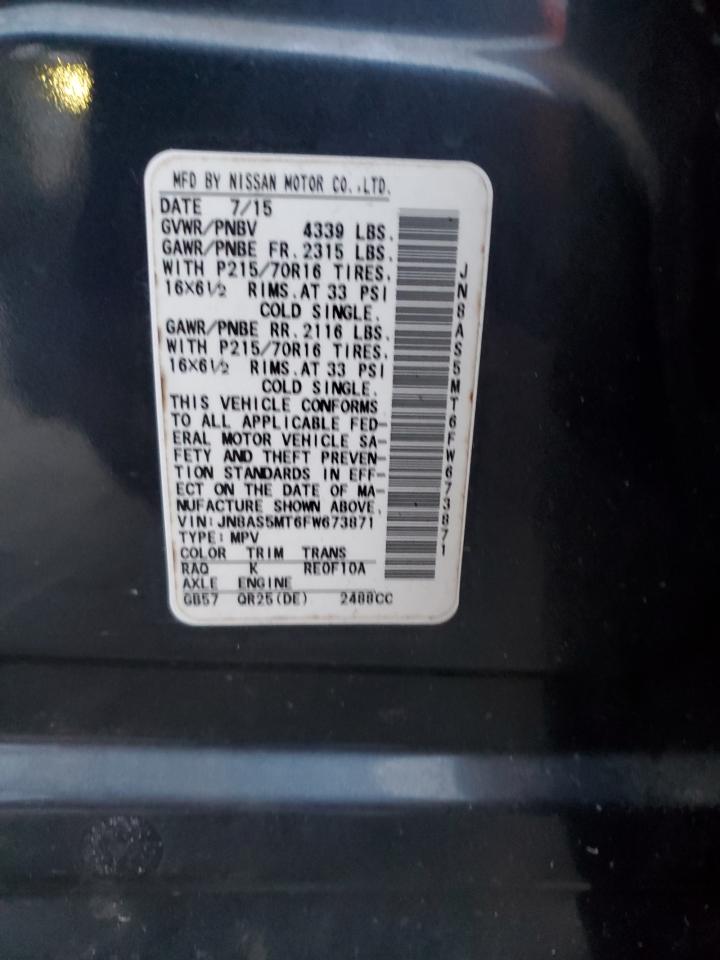 MFD BY NISSAN MOTOR CO.,LTD.
DATE 7/15
GVWR/PNBV 4339 LBS.
GAWR/PNBE FR. 2315 LBS.
WITH P215/70R16 TIRES.
16X6½ RIMS.AT 33 PSI
COLD SINGLE.
GAWR/PNBE RR. 2116 LBS.
WITH P215/70R16 TIRES.
16X6½ RIMS.AT 33 PSI
COLD SINGLE.
THIS VEHICLE CONFORMS
TO ALL APPLICABLE FED-
ERAL MOTOR VEHICLE SA-
FETY AND THEFT PREVEN-
TION STANDARDS IN EFF-
ECT ON THE DATE OF MA-
NUFACTURE SHOWN ABOVE.
VIN:JN8AS5MT6FW673871
TYPE:MPV
COLOR TRIM TRANS
RAQ K RE0F10A
AXLE ENGINE
GB57 QR25(DE) 2488CC
JN8AS5MT6FW673871